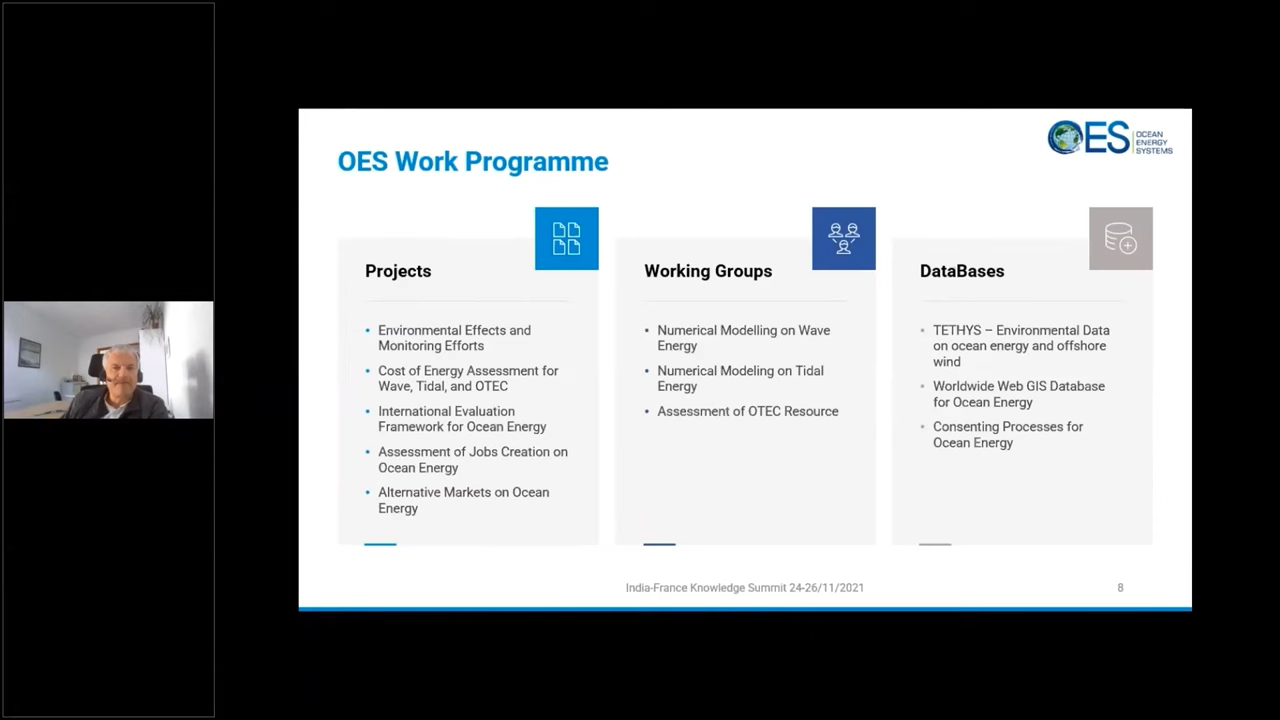 OES Work Programme
OES
OCEAN
ENERGY
SYSTEMS
Projects
Environmental Effects and
Monitoring Efforts
Cost of Energy Assessment for
Wave, Tidal, and OTEC
International Evaluation
Framework for Ocean Energy
Assessment of Jobs Creation on
Ocean Energy
Alternative Markets on Ocean
Energy
Working Groups
Numerical Modelling on Wave
Energy
Numerical Modeling on Tidal
Energy
Assessment of OTEC Resource
DataBases
TETHYS – Environmental Data
on ocean energy and offshore
wind
Worldwide Web GIS Database
for Ocean Energy
Consenting Processes for
Ocean Energy
India-France Knowledge Summit 24-26/11/2021
8